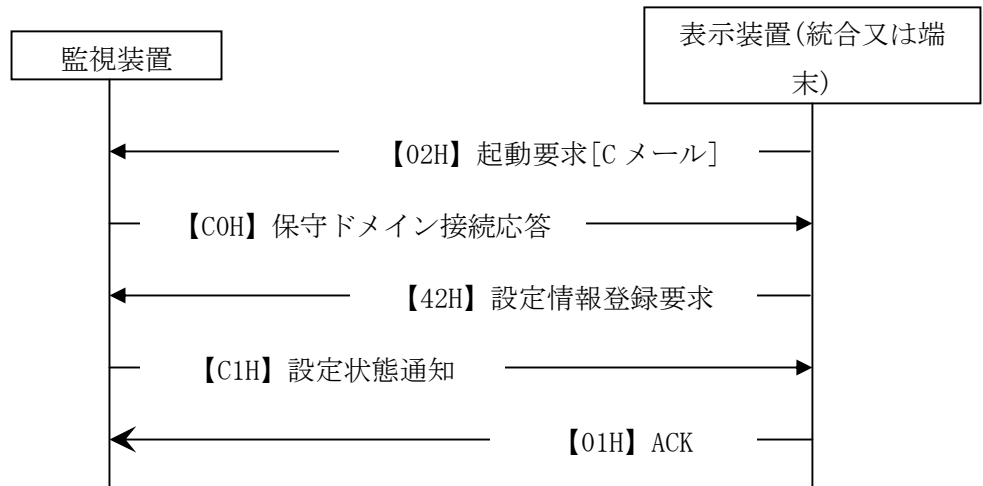 監視装置
表示装置(統合又は端
末)
【02H】起動要求[C メール]
【C0H】保守ドメイン接続応答
【42H】設定情報登録要求
【C1H】設定状態通知
【01H】ACK